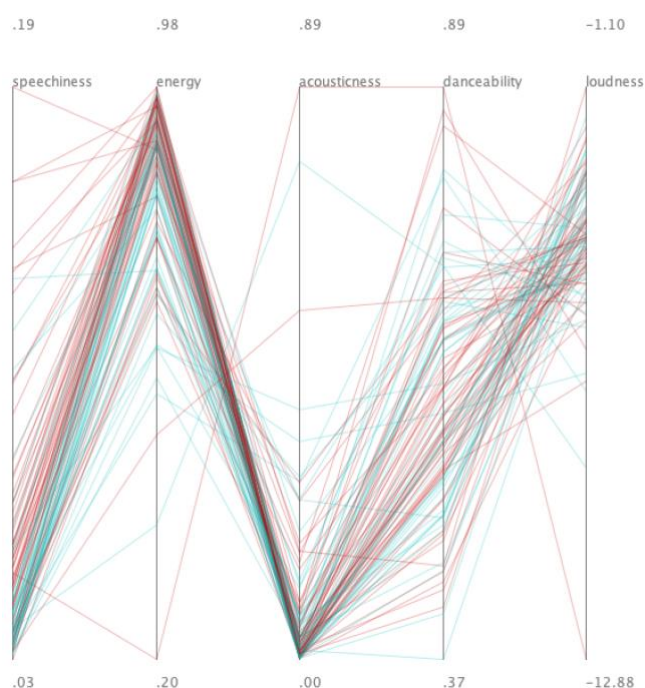 .19 .98 .89 .89 −1.10
speechiness energy acousticness danceability loudness
.03 .20 .00 .37 −12.88